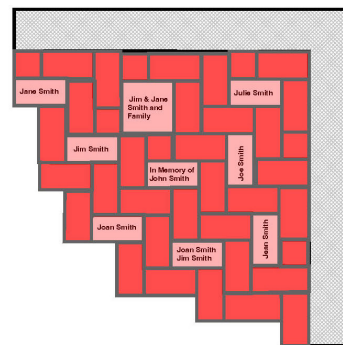 Jane Smith
Jim & Jane
Smith and
Family
Julie Smith
Jim Smith
Joe Smith
In Memory of
John Smith
Joan Smith
Joan Smith
Jim Smith
Jean Smith